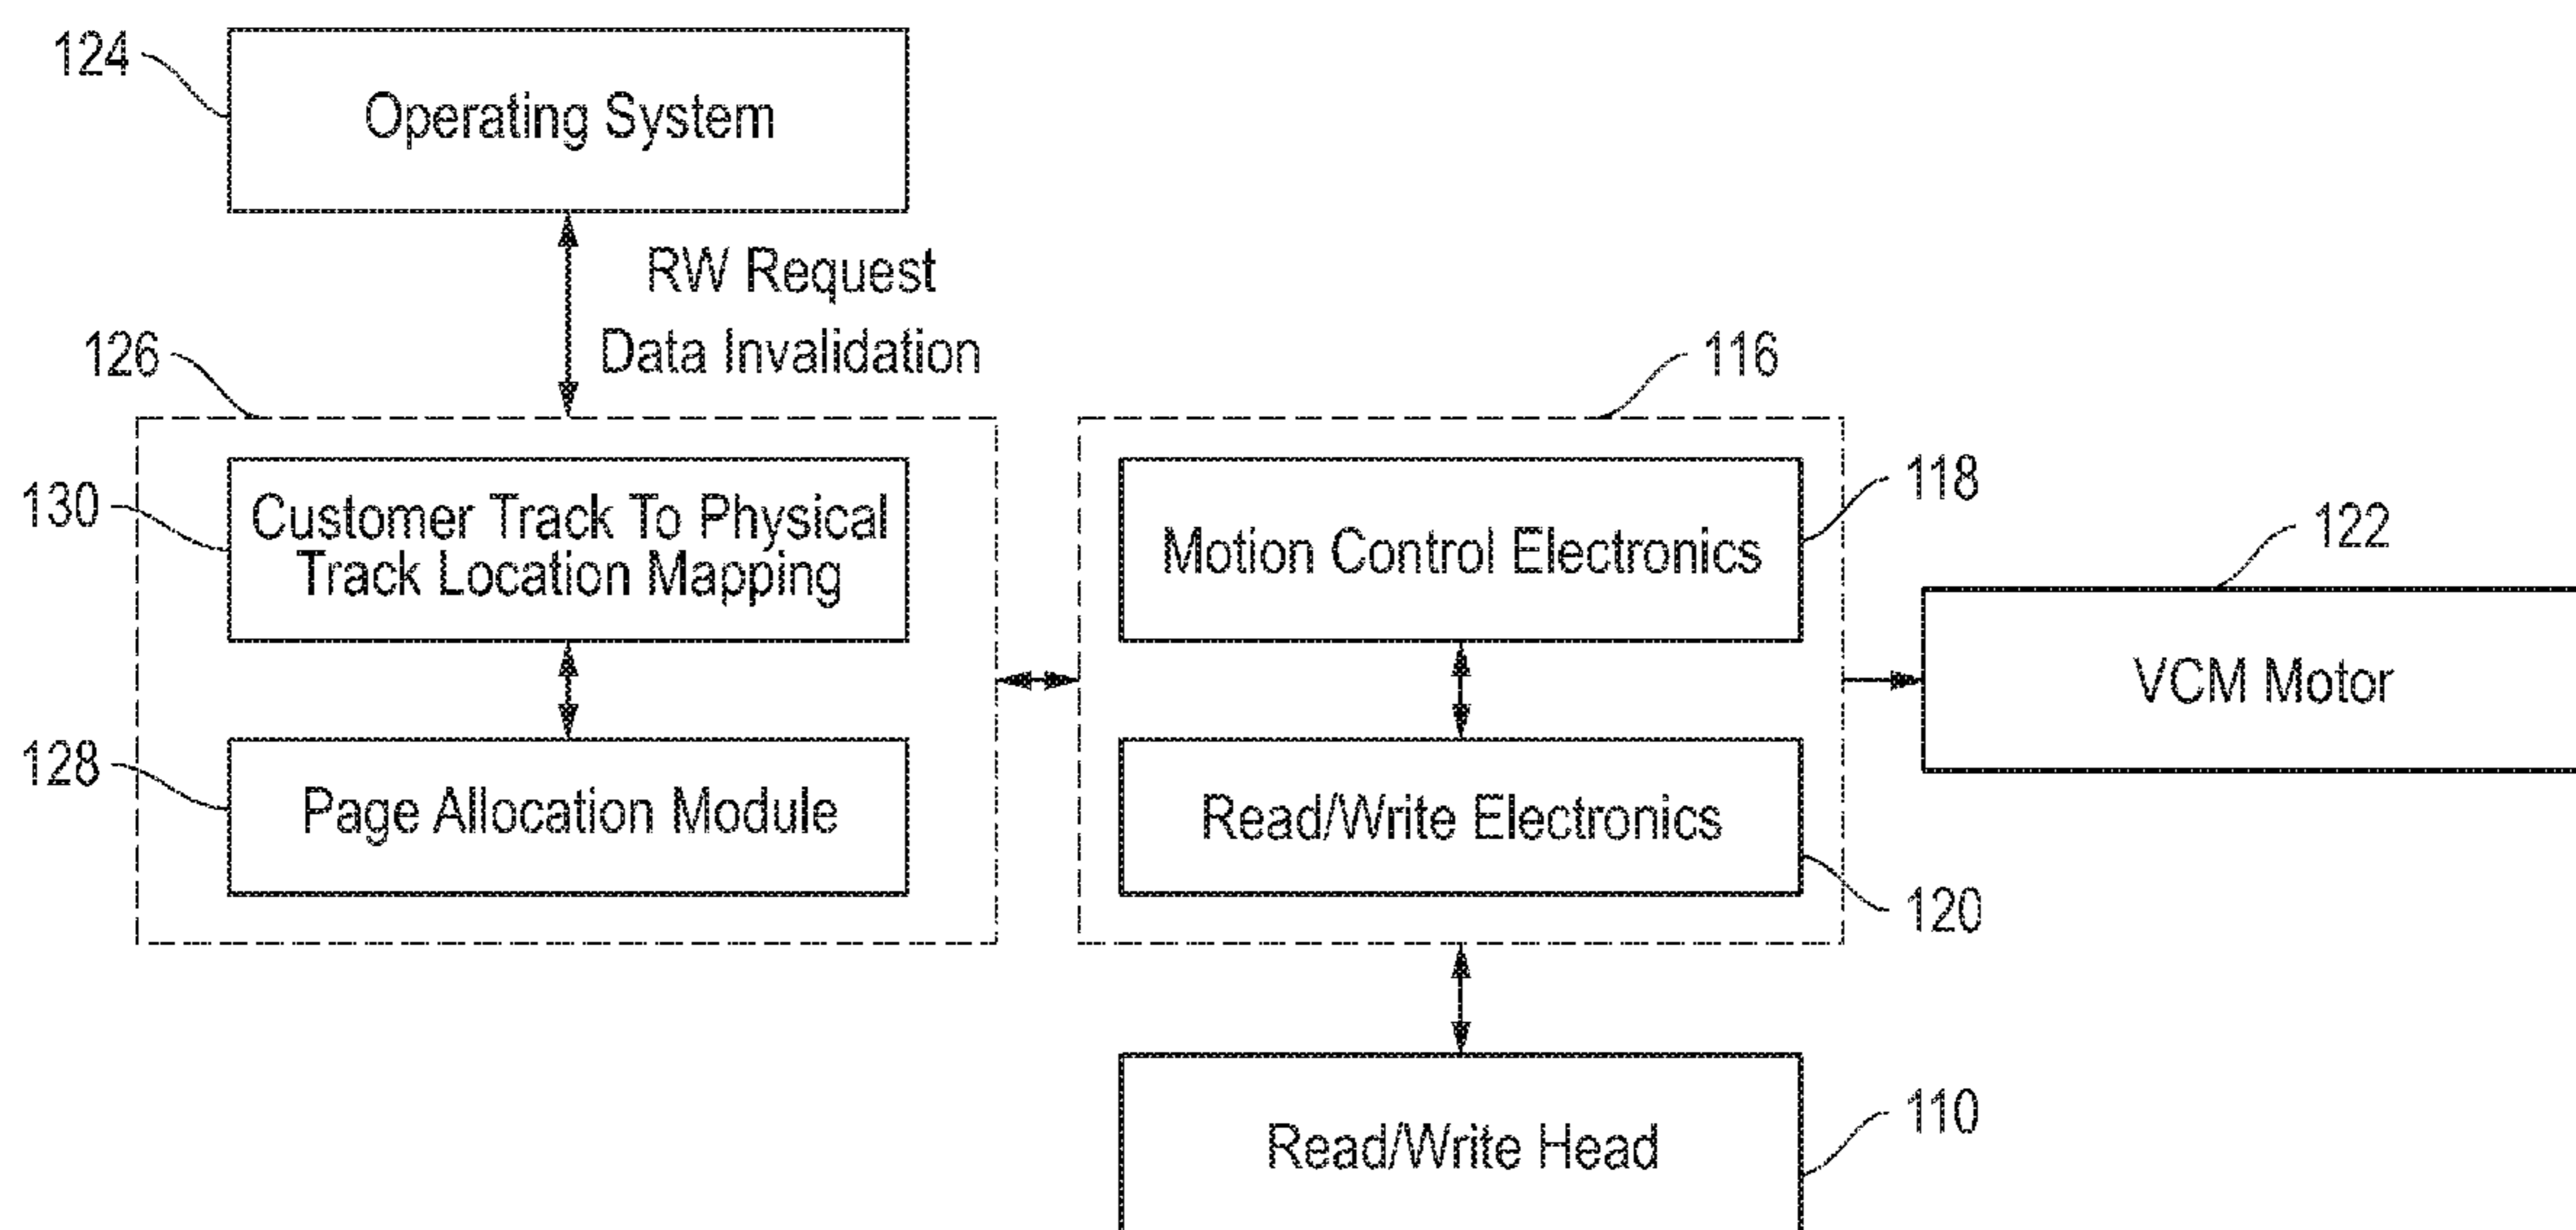 124
Operating System
RW Request
Data Invalidation
126
116
130
Customer Track To Physical
Track Location Mapping
118
Motion Control Electronics
122
VCM Motor
128
Page Allocation Module
Read/Write Electronics
120
Read/Write Head
110